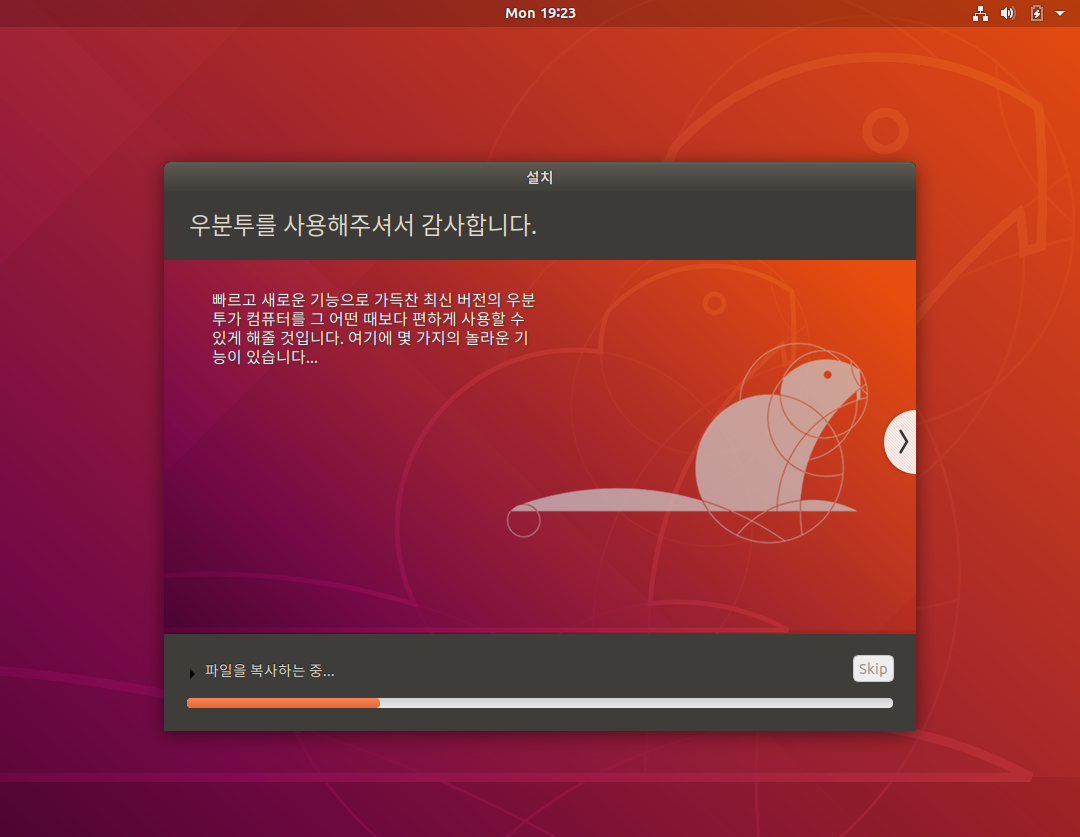 Mon 19:23
설치
우분투를 사용해주셔서 감사합니다.
빠르고 새로운 기능으로 가득찬 최신 버전의 우분
투가 컴퓨터를 그 어떤 때보다 편하게 사용할 수
있게 해줄 것입니다. 여기에 몇 가지의 놀라운 기
능이 있습니다...
파일을 복사하는 중...
Skip